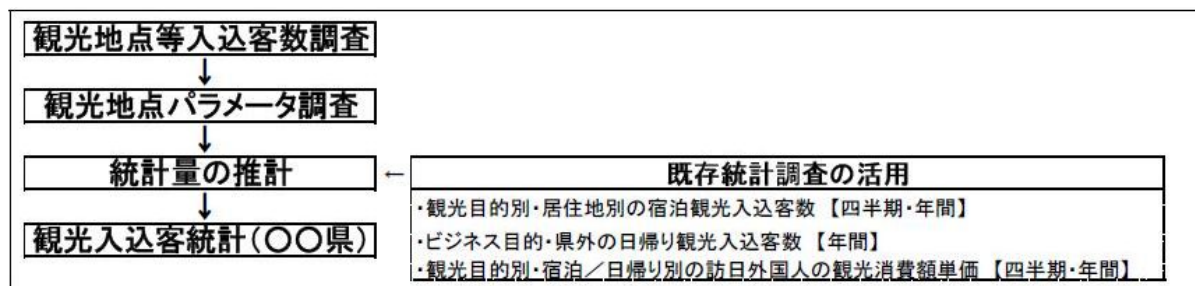 観光地点等入込客数調査
↓
観光地点パラメータ調査
↓
統計量の推計 ← 既存統計調査の活用
・観光目的別・居住地別の宿泊観光入込客数 【四半期・年間】
↓
・ビジネス目的・県外の日帰り観光入込客数 【年間】
観光入込客統計(〇〇県)
・観光目的別・宿泊／日帰り別の訪日外国人の観光消費額単価 【四半期・年間】